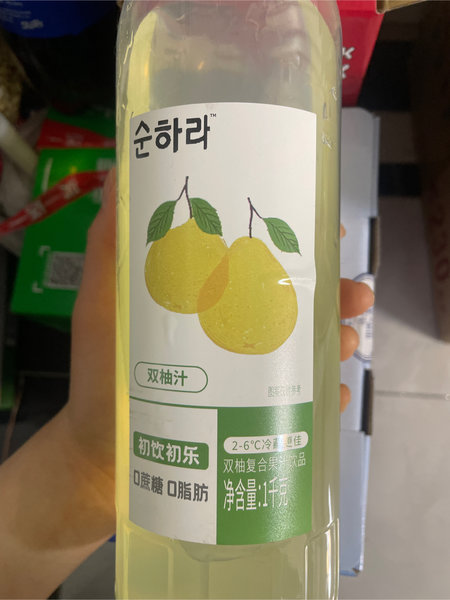 순하라™
双柚汁
图案仅供参考
初饮初乐
0蔗糖 0脂肪
2-6℃冷藏更佳
双柚复合果汁饮品
净含量:1千克